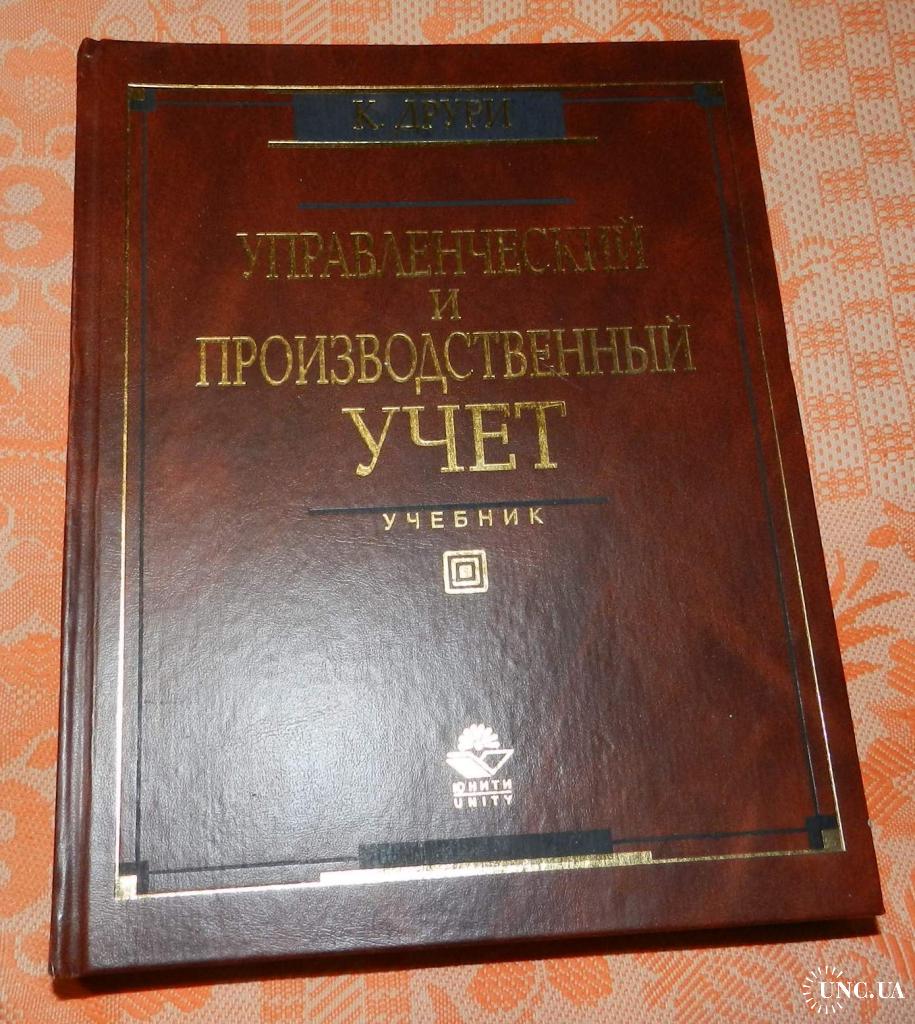 К. ДРУРИ
УПРАВЛЕНЧЕСКИЙ
И
ПРОИЗВОДСТВЕННЫЙ
УЧЕТ
УЧЕБНИК
ЮНИТИ
UNITY
UNC.UA